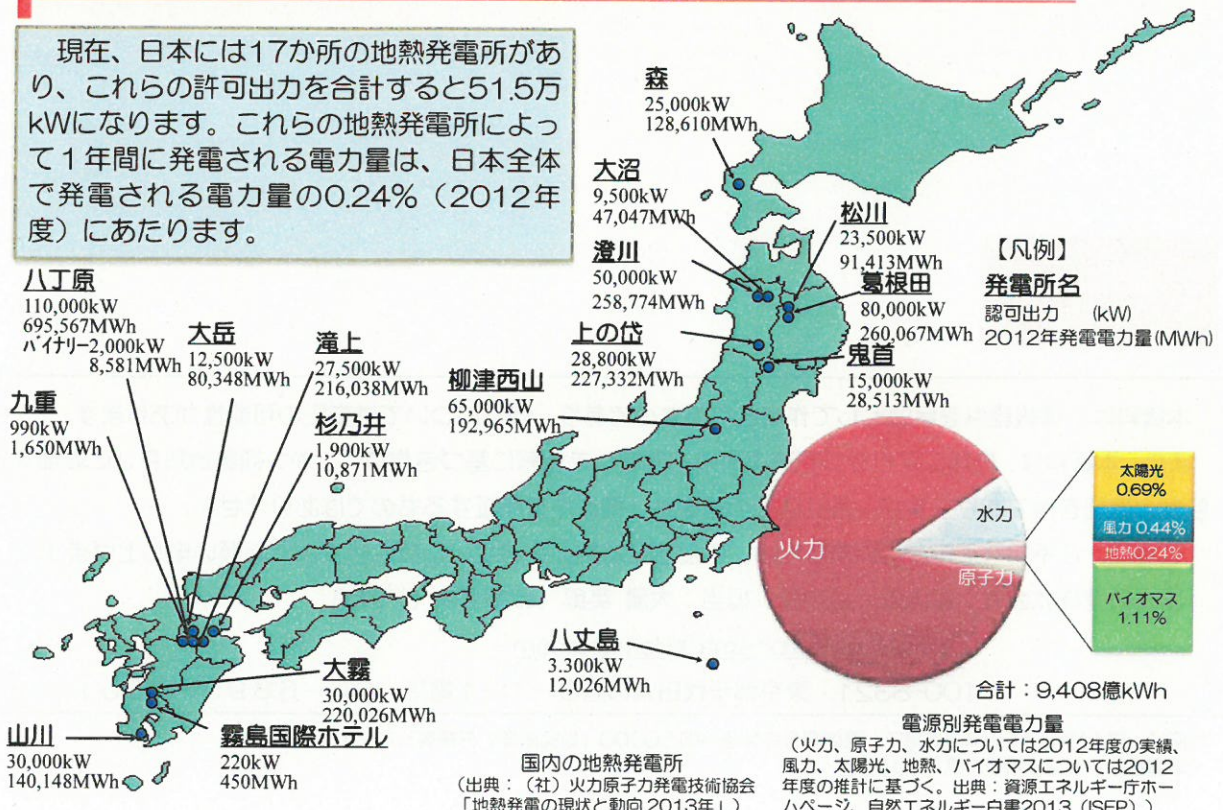 現在、日本には17か所の地熱発電所があ
り、これらの許可出力を合計すると51.5万
kWになります。これらの地熱発電所によっ
て1年間に発電される電力量は、日本全体
で発電される電力量の0.24%(2012年
度)にあたります。
森
25,000kW
128,610MWh
大沼
9,500kW
47,047MWh
澄川
50,000kW
258,774MWh
松川
23,500kW
91,413MWh
葛根田
80,000kW
260,067MWh
【凡例】
発電所名
認可出力 (kW)
2012年発電電力量(MWh)
上の岱
28,800kW
227,332MWh
鬼首
15,000kW
28,513MWh
柳津西山
65,000kW
192,965MWh
八丁原
110,000kW
695,567MWh
バイナリー2,000kW
8,581MWh
大岳
12,500kW
80,348MWh
滝上
27,500kW
216,038MWh
九重
990kW
1,650MWh
杉乃井
1,900kW
10,871MWh
八丈島
3.300kW
12,026MWh
大霧
30,000kW
220,026MWh
山川
30,000kW
140,148MWh
霧島国際ホテル
220kW
450MWh
国内の地熱発電所
(出典:(社)火力原子力発電技術協会
「地熱発電の現状と動向 2013年」)
火力
水力
原子力
太陽光
0.69%
風力 0.44%
地熱0.24%
バイオマス
1.11%
合計:9,408億kWh
電源別発電電力量
(火力、原子力、水力については2012年度の実績、
風力、太陽光、地熱、バイオマスについては2012
年度の推計に基づく。出典:資源エネルギー庁ホー
ムページ、自然エネルギー白書2013 (ISEP